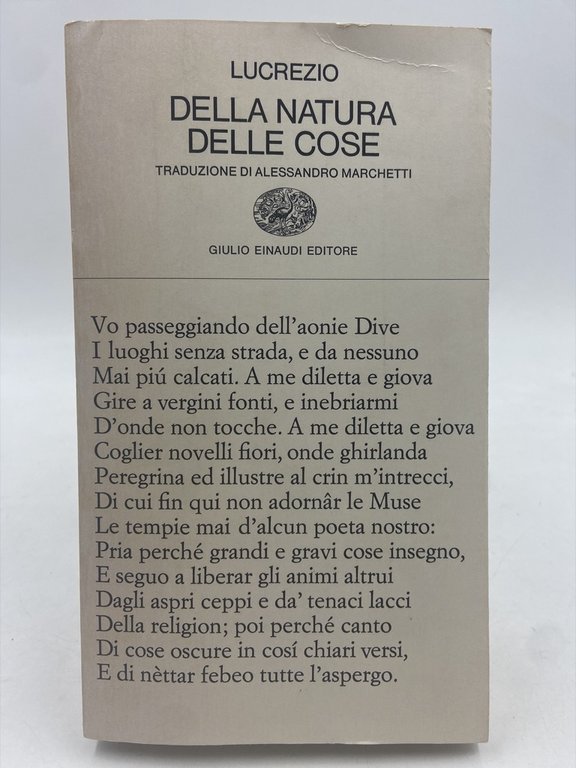 LUCREZIO
DELLA NATURA
DELLE COSE
TRADUZIONE DI ALESSANDRO MARCHETTI
GIULIO EINAUDI EDITORE
Vo passeggiando dell'aonie Dive
I luoghi senza strada, e da nessuno
Mai piú calcati. A me diletta e giova
Gire a vergini fonti, e inebriarmi
D'onde non tocche. A me diletta e giova
Coglier novelli fiori, onde ghirlanda
Peregrina ed illustre al crin m'intrecci,
Di cui fin qui non adornâr le Muse
Le tempie mai d'alcun poeta nostro:
Pria perché grandi e gravi cose insegno,
E seguo a liberar gli animi altrui
Dagli aspri ceppi e da' tenaci lacci
Della religion; poi perché canto
Di cose oscure in cosí chiari versi,
E di nèttar febeo tutte l'aspergo.